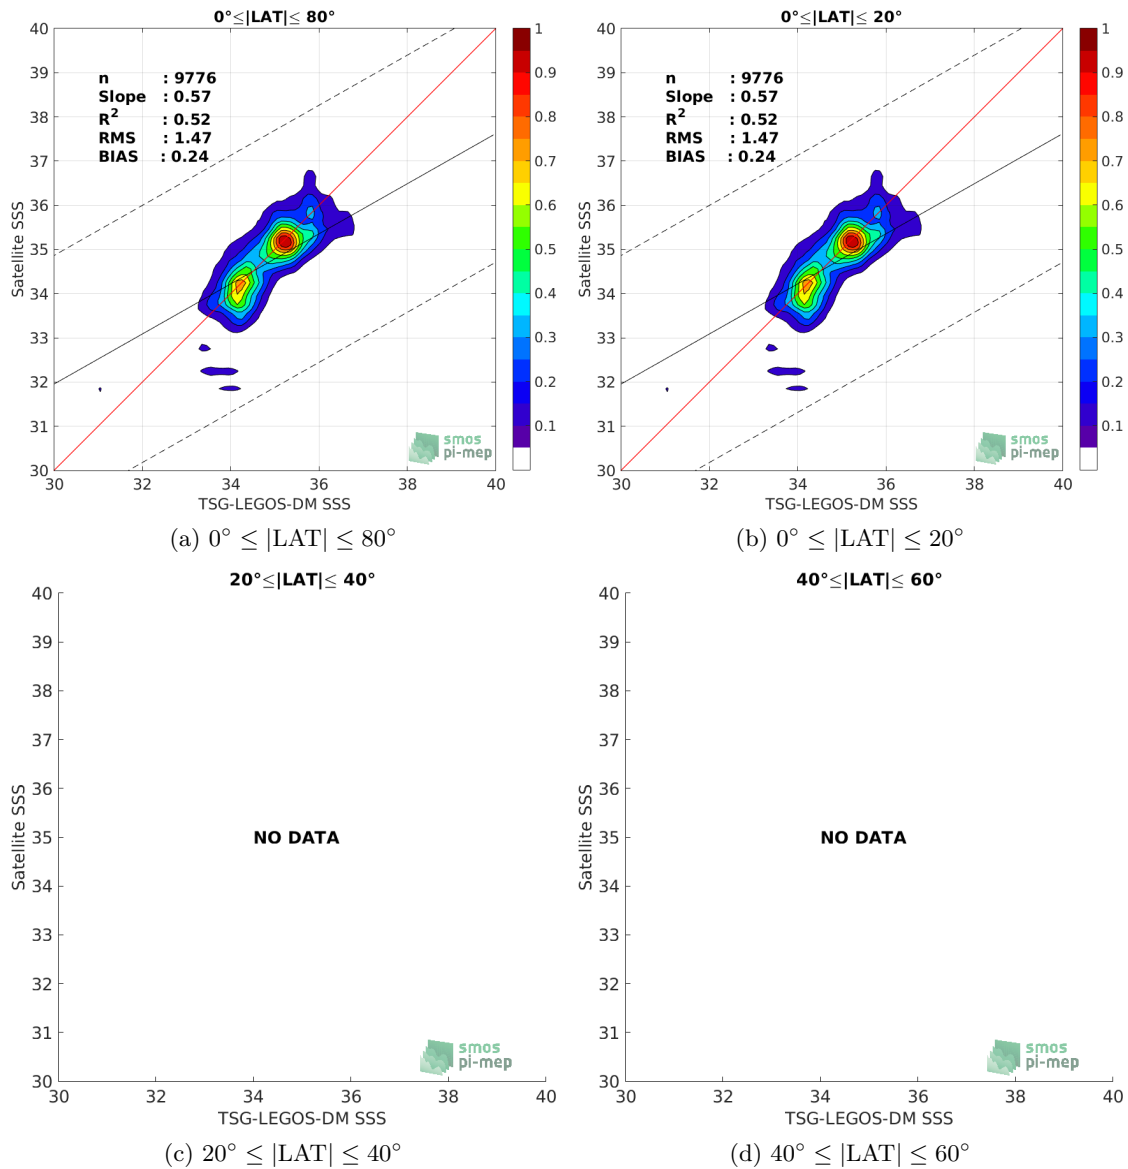 0°≤|LAT|≤ 80°
n : 9776
Slope : 0.57
R2 : 0.52
RMS : 1.47
BIAS : 0.24
40
39
38
37
36
35
34
33
32
31
30
Satellite SSS
30 32 34 36 38 40
TSG-LEGOS-DM SSS
1
0.9
0.8
0.7
0.6
0.5
0.4
0.3
0.2
0.1
smos
pi-mep
(a) 0° ≤ |LAT| ≤ 80°
0°≤|LAT|≤ 20°
n : 9776
Slope : 0.57
R2 : 0.52
RMS : 1.47
BIAS : 0.24
40
39
38
37
36
35
34
33
32
31
30
Satellite SSS
30 32 34 36 38 40
TSG-LEGOS-DM SSS
1
0.9
0.8
0.7
0.6
0.5
0.4
0.3
0.2
0.1
smos
pi-mep
(b) 0° ≤ |LAT| ≤ 20°
20°≤|LAT|≤ 40°
40
39
38
37
36
35
34
33
32
31
30
Satellite SSS
NO DATA
30 32 34 36 38 40
TSG-LEGOS-DM SSS
smos
pi-mep
(c) 20° ≤ |LAT| ≤ 40°
40°≤|LAT|≤ 60°
40
39
38
37
36
35
34
33
32
31
30
Satellite SSS
NO DATA
30 32 34 36 38 40
TSG-LEGOS-DM SSS
smos
pi-mep
(d) 40° ≤ |LAT| ≤ 60°